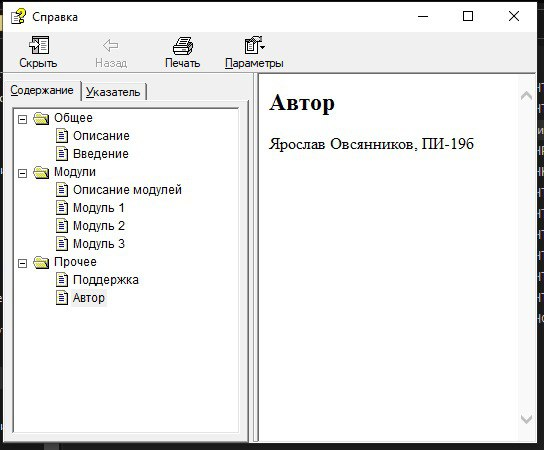 Справка
Скрыть Назад Печать Параметры
Содержание Указатель
Общее
Описание
Введение
Модули
Описание модулей
Модуль 1
Модуль 2
Модуль 3
Прочее
Поддержка
Автор
Автор
Ярослав Овсянников, ПИ-19б